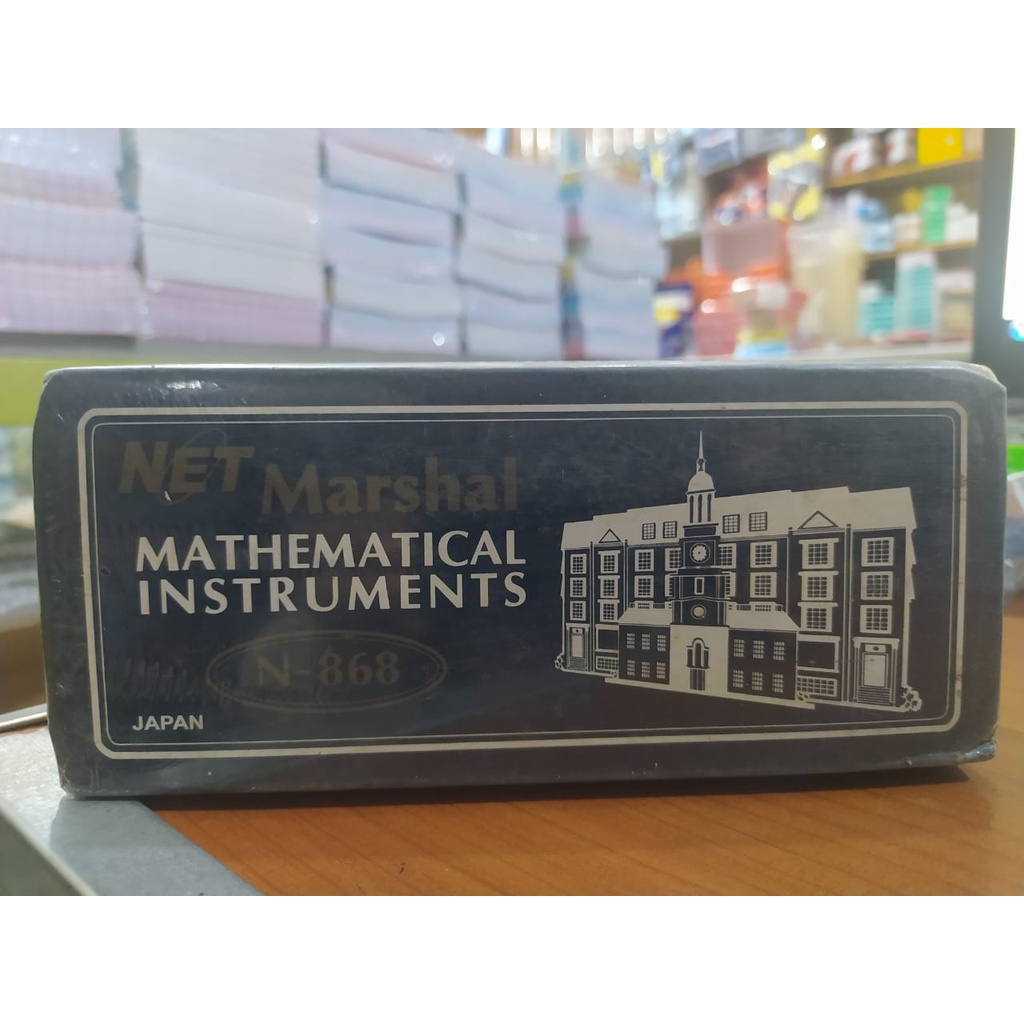 NET Marshal
MATHEMATICAL
INSTRUMENTS
N-868
JAPAN